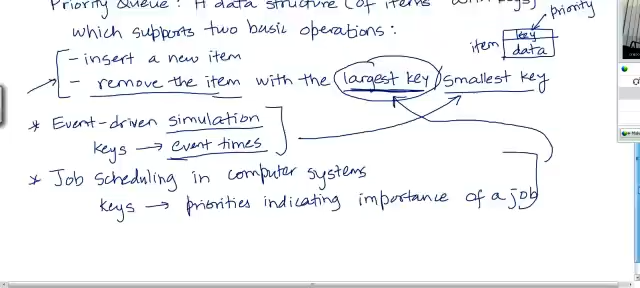 Priority Queue: A data structure (of items with keys)
which supports two basic operations:
- insert a new item
- remove the item with the largest key/smallest key
priority
item key
data
* Event-driven simulation
keys → event times
* Job scheduling in computer systems
keys → priorities indicating importance of a job